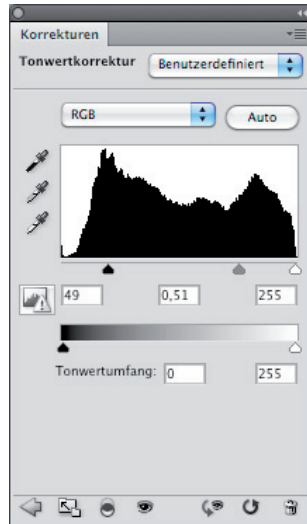 Korrekturen
Tonwertkorrektur Benutzerdefiniert
RGB Auto
49 0,51 255
Tonwertumfang: 0 255